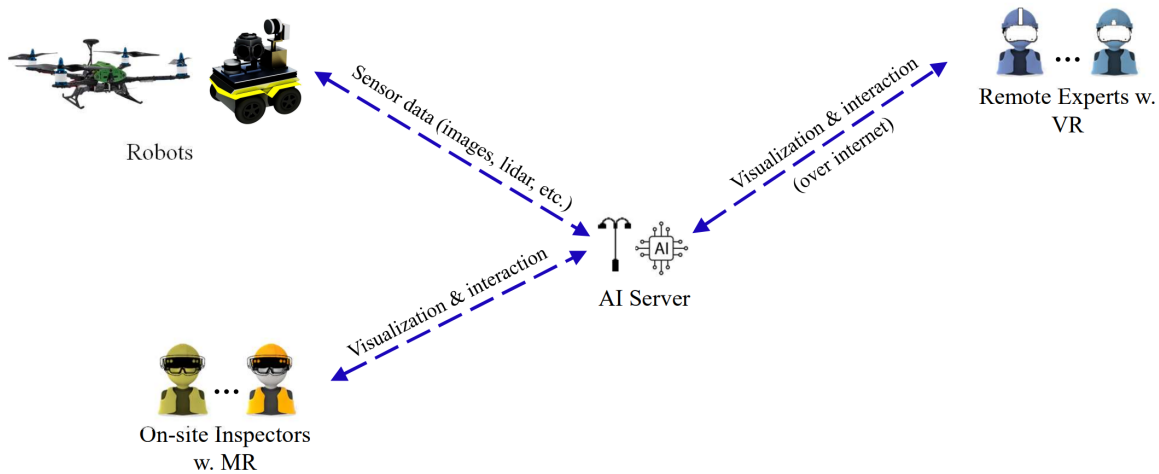 Robots
Sensor data (images, lidar, etc.)
Visualization & interaction
(over internet)
Remote Experts w.
VR
AI
AI Server
Visualization & interaction
On-site Inspectors
w. MR